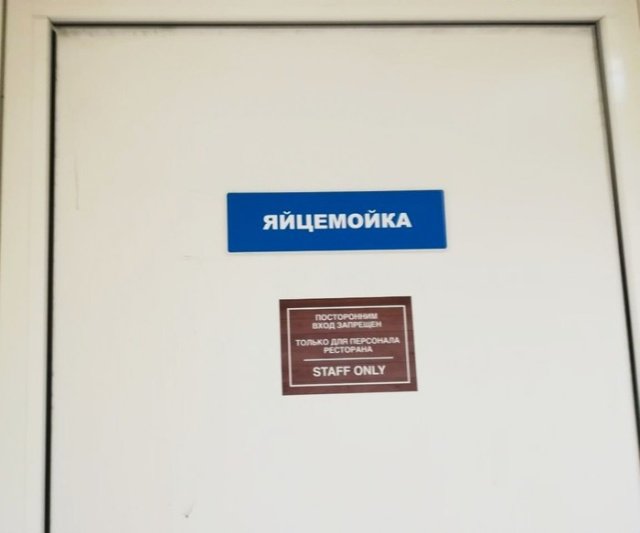 ЯЙЦЕМОЙКА
ПОСТОРОННИМ
ВХОД ЗАПРЕЩЕН
ТОЛЬКО ДЛЯ ПЕРСОНАЛА
РЕСТОРАНА
STAFF ONLY